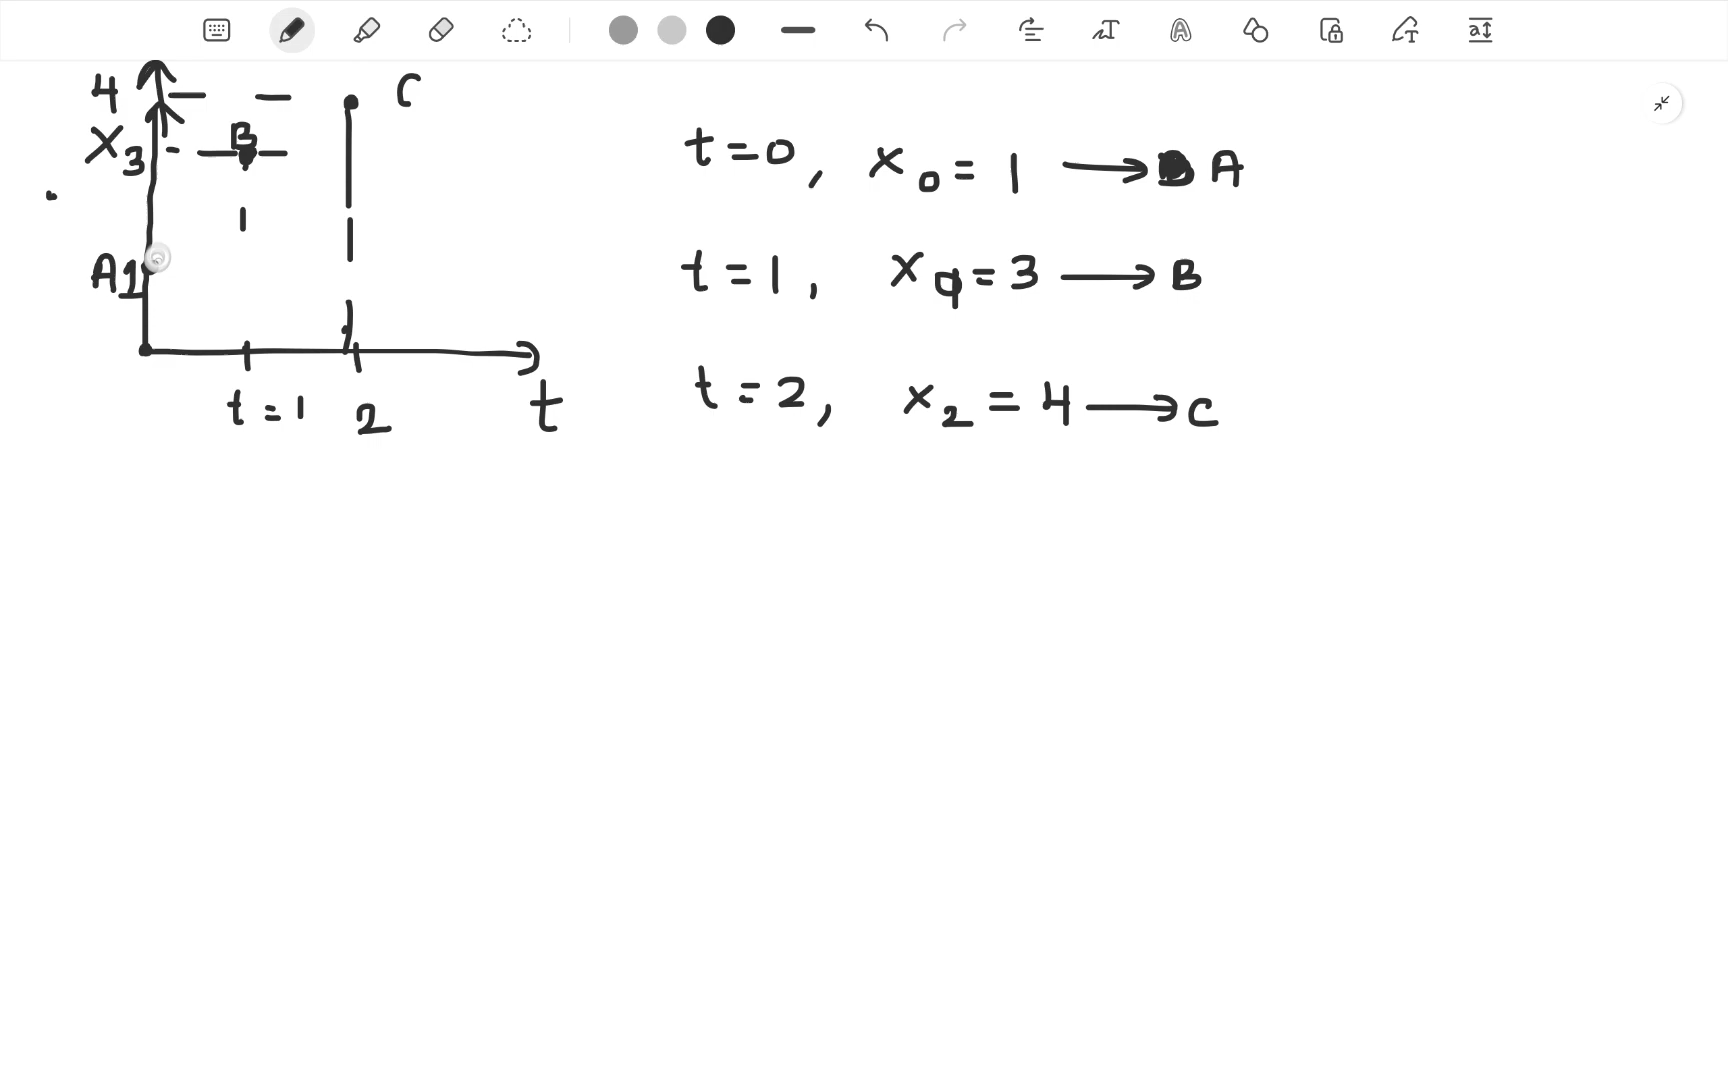 4 C
X 3 B
A 1
t = 1 2 t
t = 0 , x₀ = 1 → A
t = 1 , x₁ = 3 → B
t = 2 , x₂ = 4 → C